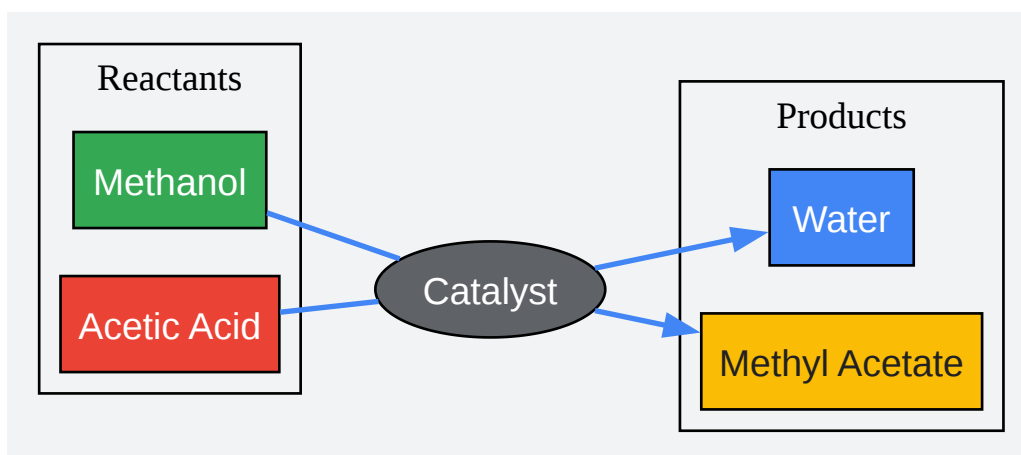 Reactants
Methanol
Acetic Acid
Catalyst
Products
Water
Methyl Acetate